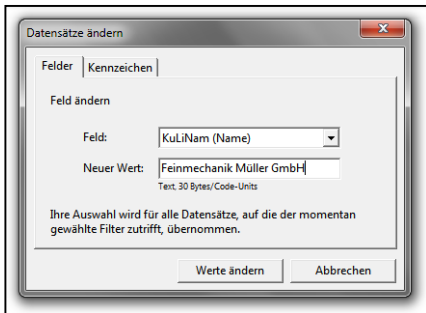 Datensätze ändern
Felder
Kennzeichen
Feld ändern
Feld:
KuLiNam (Name)
Neuer Wert:
Feinmechanik Müller GmbH
Text, 30 Bytes/Code-Units
Ihre Auswahl wird für alle Datensätze, auf die der momentan
gewählte Filter zutrifft, übernommen.
Werte ändern
Abbrechen